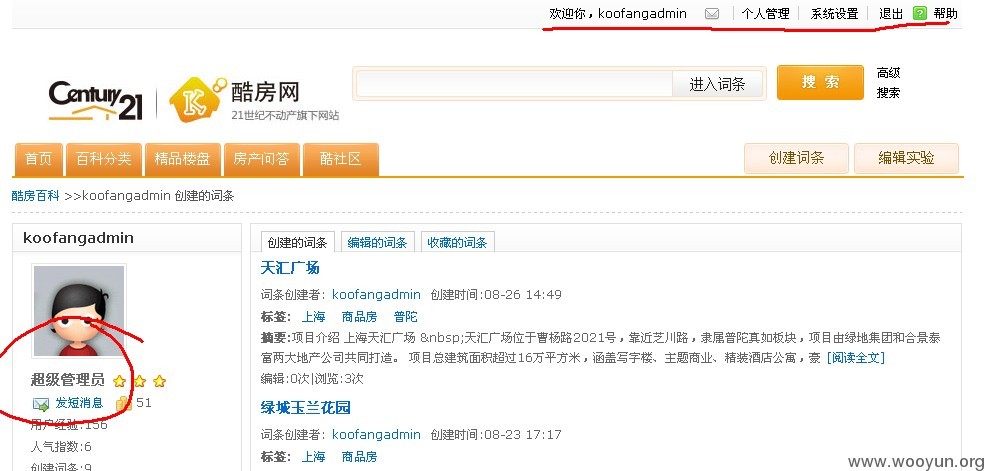 欢迎你，koofangadmin 个人管理 系统设置 退出 帮助
Century 21 K 酷房网
21世纪不动产旗下网站
进入词条 搜 索 高级搜索
首页 百科分类 精品楼盘 房产问答 酷社区 创建词条 编辑实验
酷房百科 >>koofangadmin 创建的词条
koofangadmin
超级管理员
发短消息 51
用户经验:156
人气指数:6
创建词条:9
创建的词条 编辑的词条 收藏的词条
天汇广场
词条创建者: koofangadmin 创建时间:08-26 14:49
标签: 上海 商品房 普陀
摘要:项目介绍 上海天汇广场 &nbsp;天汇广场位于曹杨路2021号，靠近芝川路，隶属普陀真如板块，项目由绿地集团和合景泰
富两大地产公司共同打造。 项目总建筑面积超过16万平方米，涵盖写字楼、主题商业、精装酒店公寓，豪 [阅读全文]
编辑:0次|浏览:3次
绿城玉兰花园
词条创建者: koofangadmin 创建时间:08-23 17:17
标签: 上海 商品房
www.wooyun.org